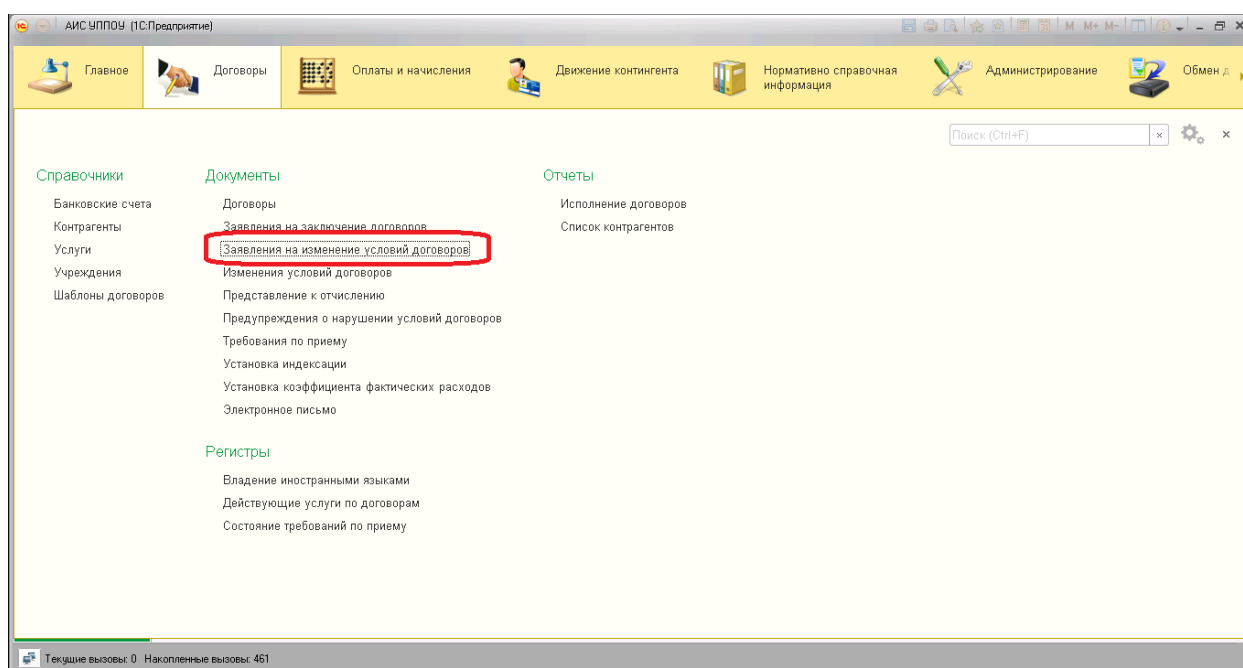 АИС УППОУ (1С:Предприятие)
M M+ M-
Главное
Договоры
Оплаты и начисления
Движение контингента
Нормативно справочная
информация
Администрирование
Обмен д
Поиск (Ctrl+F)
Справочники
Банковские счета
Контрагенты
Услуги
Учреждения
Шаблоны договоров
Документы
Договоры
Заявления на заключение договоров
Заявления на изменение условий договоров
Изменения условий договоров
Представление к отчислению
Предупреждения о нарушении условий договоров
Требования по приему
Установка индексации
Установка коэффициента фактических расходов
Электронное письмо
Регистры
Владение иностранными языками
Действующие услуги по договорам
Состояние требований по приему
Отчеты
Исполнение договоров
Список контрагентов
Текущие вызовы: 0 Накопленные вызовы: 461